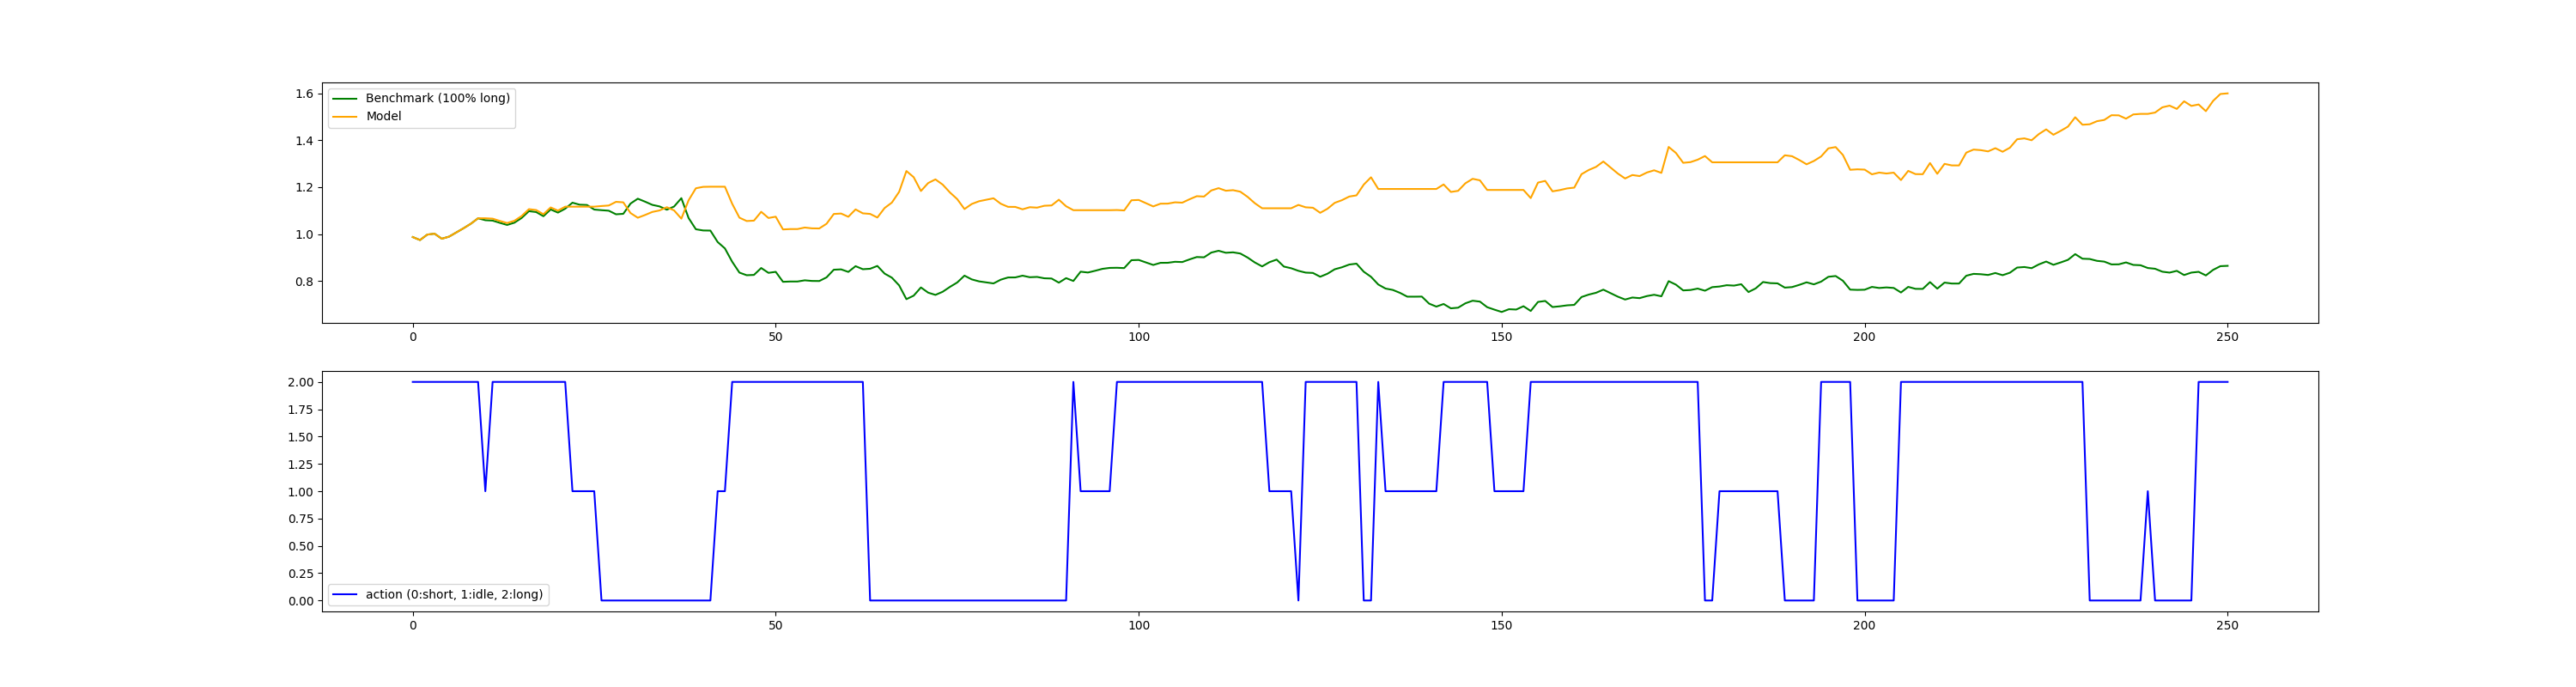 1.6
1.4
1.2
1.0
0.8
Benchmark (100% long)
Model
0 50 100 150 200 250
2.00
1.75
1.50
1.25
1.00
0.75
0.50
0.25
0.00
action (0:short, 1:idle, 2:long)
0 50 100 150 200 250